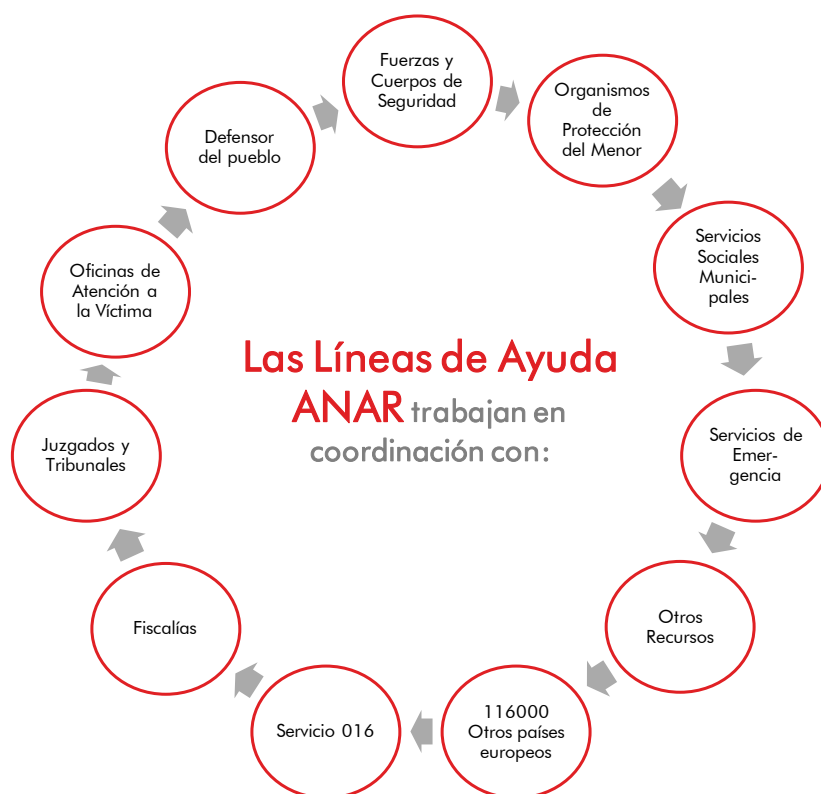 Fuerzas y
Cuerpos de
Seguridad
Organismos
de
Protección
del Menor
Servicios
Sociales
Munici-
pales
Servicios de
Emer-
gencia
Otros
Recursos
116000
Otros países
europeos
Servicio 016
Fiscalías
Juzgados y
Tribunales
Oficinas de
Atención a
la Víctima
Defensor
del pueblo
Las Líneas de Ayuda
ANAR trabajan en
coordinación con: